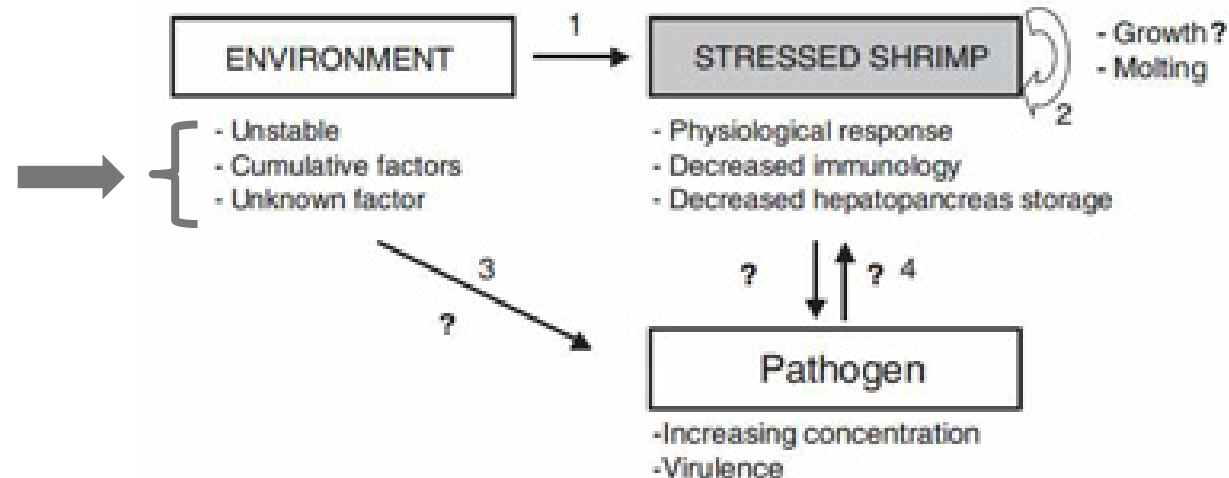 1
ENVIRONMENT
STRESSED SHRIMP
- Growth?
- Molting
2
- Unstable
- Cumulative factors
- Unknown factor
- Physiological response
- Decreased immunology
- Decreased hepatopancreas storage
3
?
?
? 4
Pathogen
-Increasing concentration
-Virulence